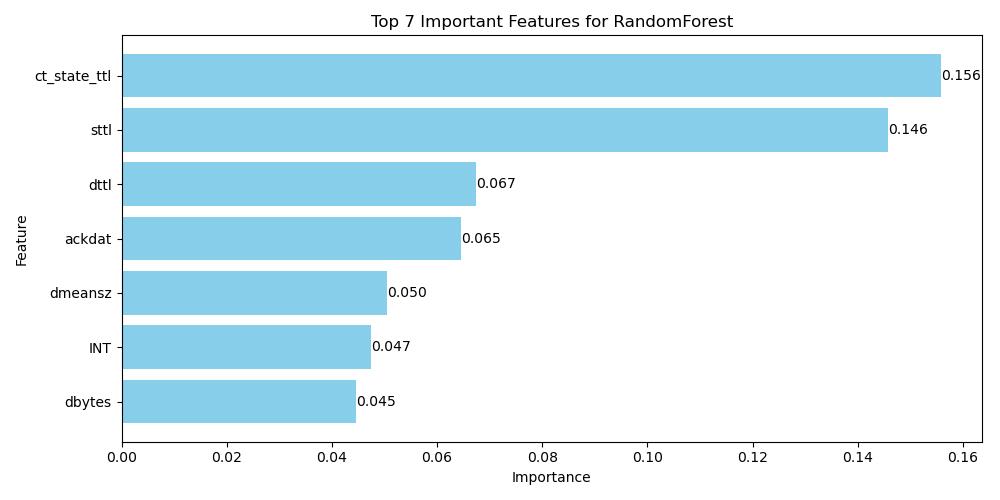 Top 7 Important Features for RandomForest
ct_state_ttl
0.156
sttl
0.146
dttl
0.067
ackdat
0.065
dmeansz
0.050
INT
0.047
dbytes
0.045
Feature
0.00 0.02 0.04 0.06 0.08 0.10 0.12 0.14 0.16
Importance